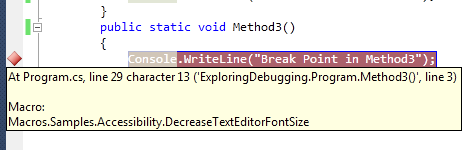 }
public static void Method3()
{
Console.WriteLine("Break Point in Method3");
At Program.cs, line 29 character 13 ('ExploringDebugging.Program.Method3()', line 3)
Macro:
Macros.Samples.Accessibility.DecreaseTextEditorFontSize